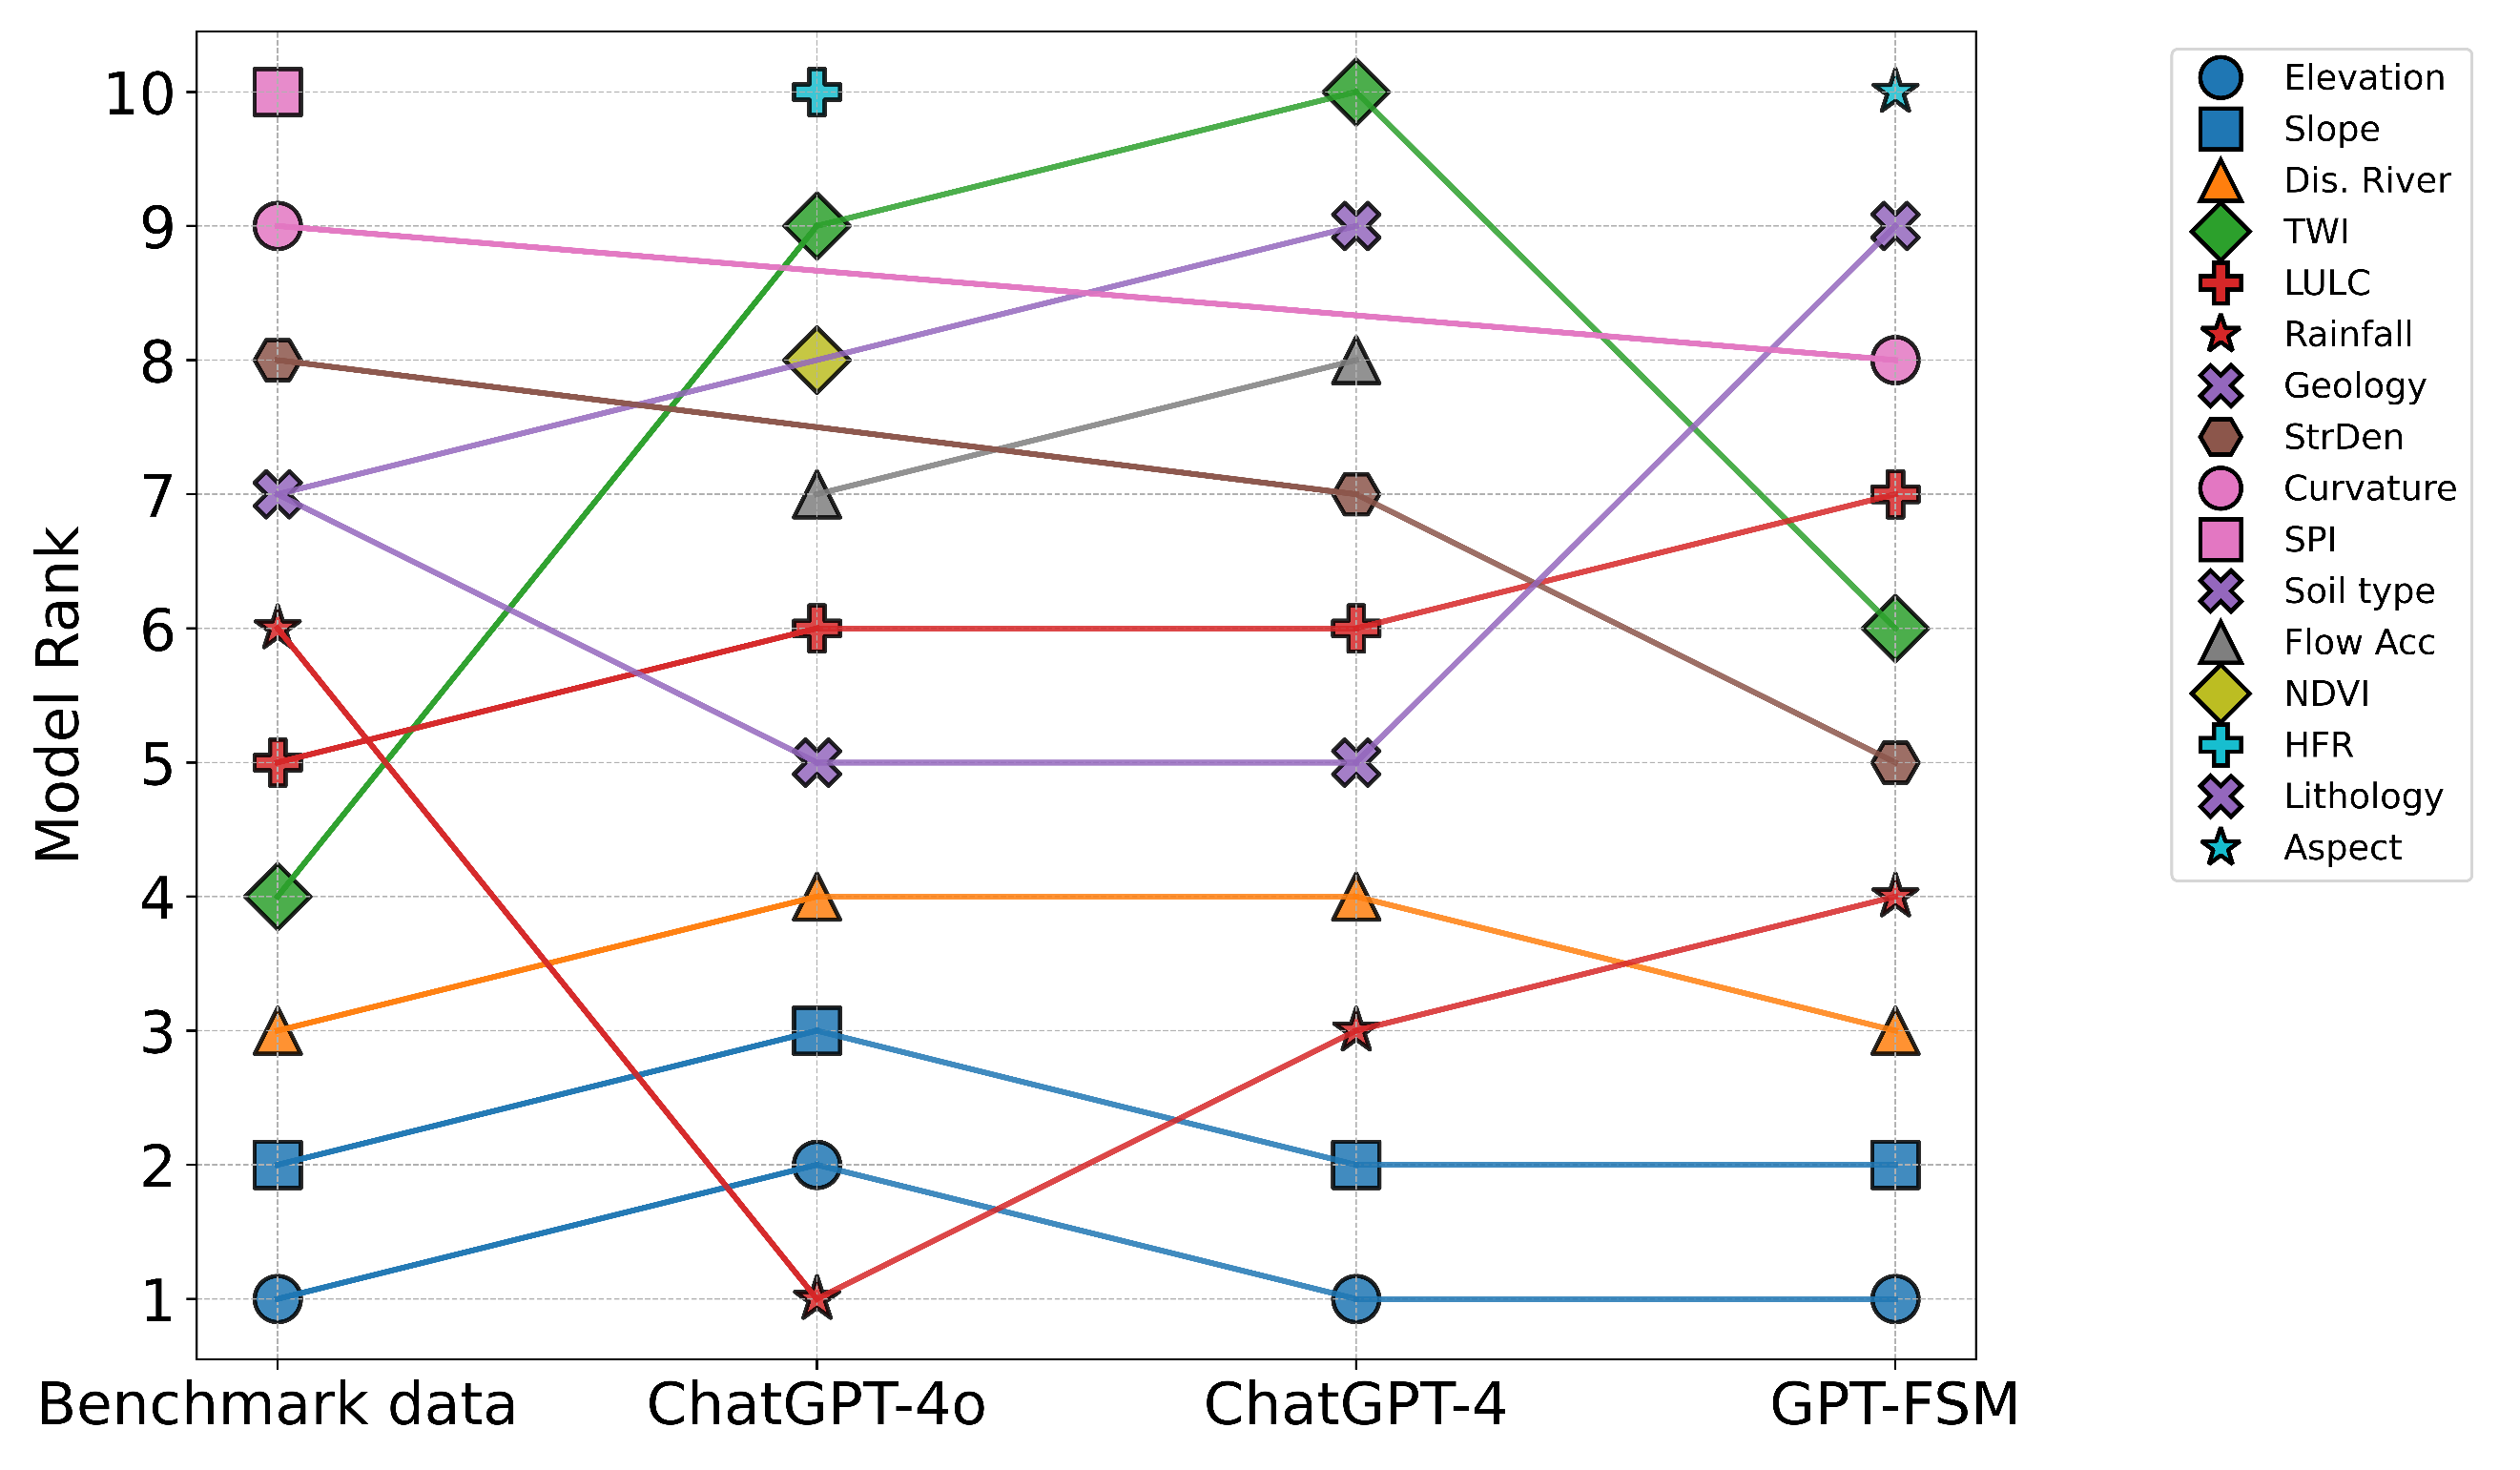 Model Rank
10
9
8
7
6
5
4
3
2
1
Benchmark data
ChatGPT-4o
ChatGPT-4
GPT-FSM
Elevation
Slope
Dis. River
TWI
LULC
Rainfall
Geology
StrDen
Curvature
SPI
Soil type
Flow Acc
NDVI
HFR
Lithology
Aspect